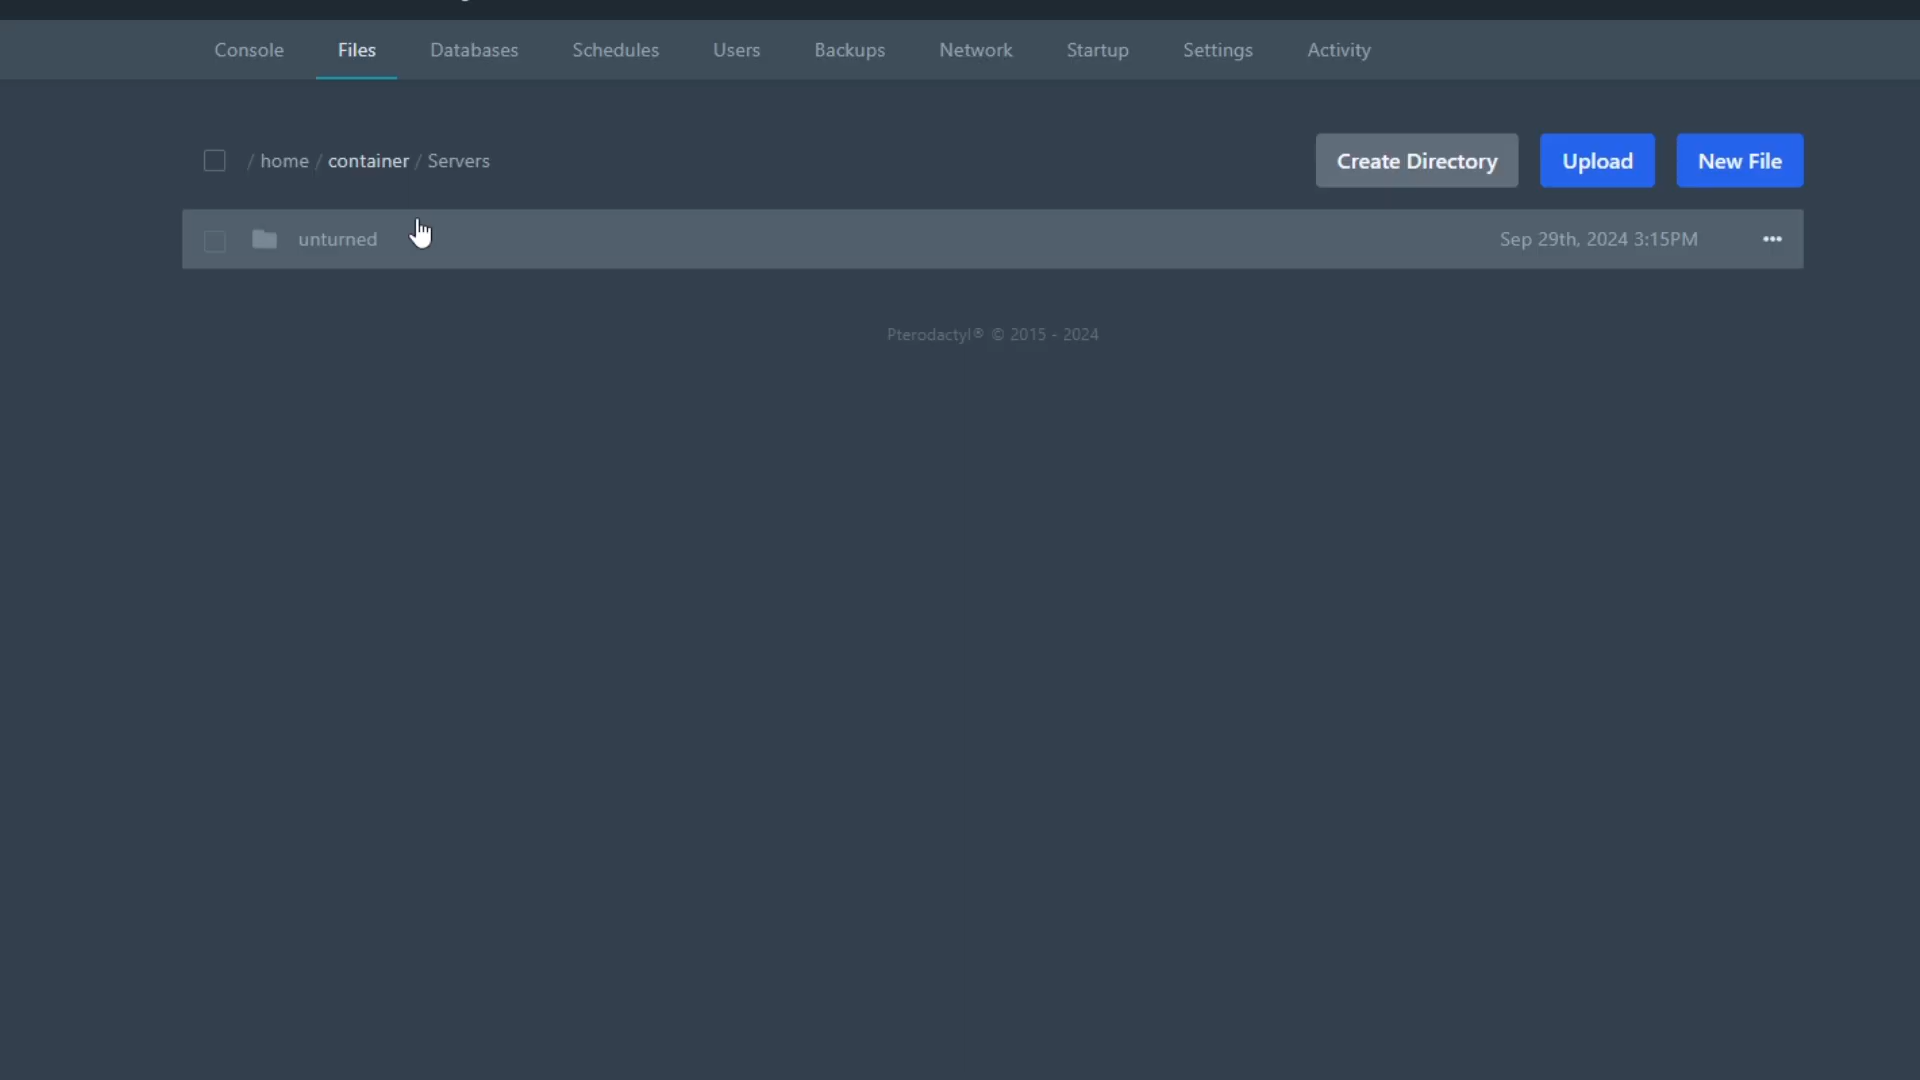 Console Files Databases Schedules Users Backups Network Startup Settings Activity
/ home / container / Servers Create Directory Upload New File
unturned Sep 29th, 2024 3:15PM
Pterodactyl® © 2015 - 2024